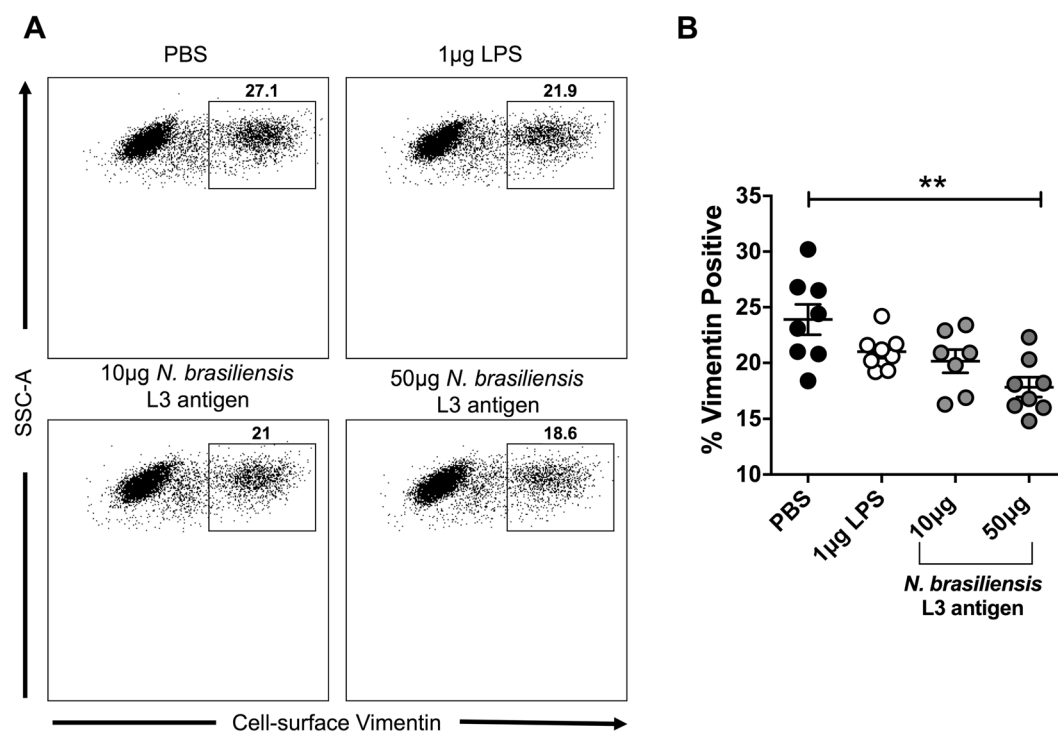 A
B
PBS
1µg LPS
27.1
21.9
10µg N. brasiliensis
L3 antigen
50µg N. brasiliensis
L3 antigen
21
18.6
SSC-A
Cell-surface Vimentin
% Vimentin Positive
35
30
25
20
15
10
**
PBS
1µg LPS
10µg
50µg
N. brasiliensis
L3 antigen